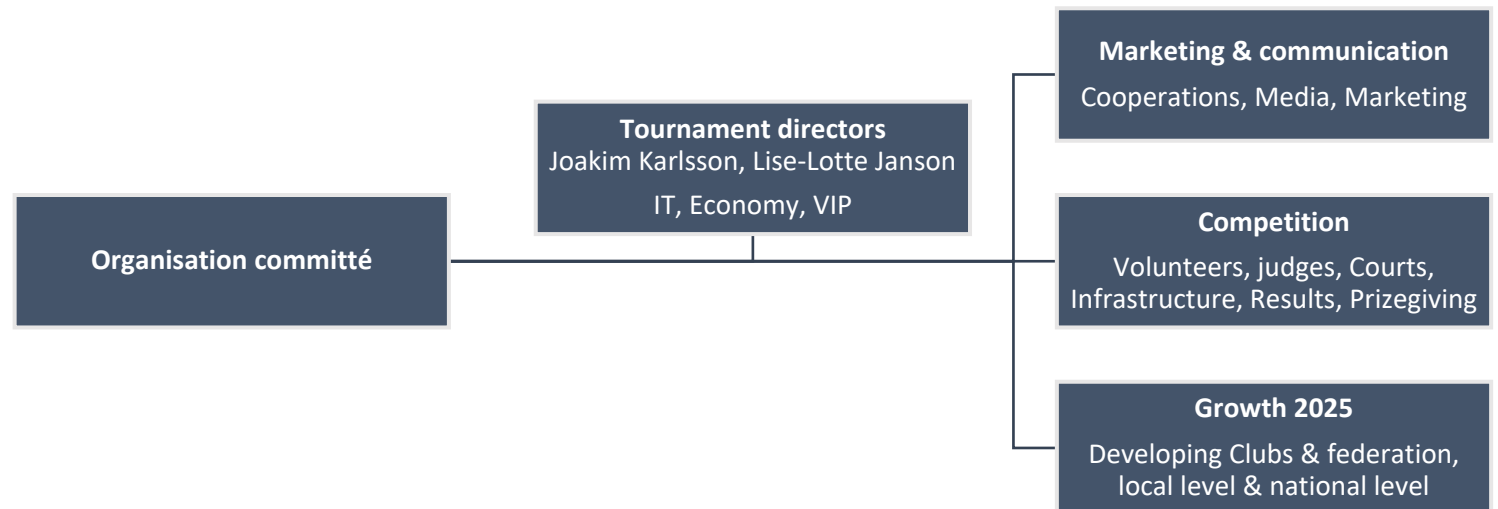 Organisation committé
Tournament directors
Joakim Karlsson, Lise-Lotte Janson
IT, Economy, VIP
Marketing & communication
Cooperations, Media, Marketing
Competition
Volunteers, judges, Courts,
Infrastructure, Results, Prizegiving
Growth 2025
Developing Clubs & federation,
local level & national level